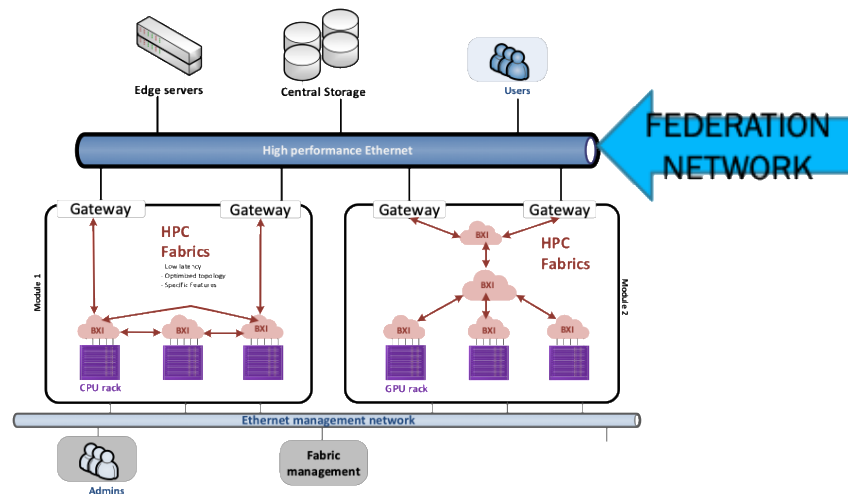 Edge servers
Central Storage
Users
FEDERATION
NETWORK
High performance Ethernet
Gateway
Gateway
Gateway
Gateway
Module 1
HPC
Fabrics
- Low latency
- Optimized topology
- Specific features
BXI
BXI
BXI
CPU rack
BXI
HPC
Fabrics
BXI
BXI
BXI
BXI
GPU rack
Module 2
Ethernet management network
Admins
Fabric
management